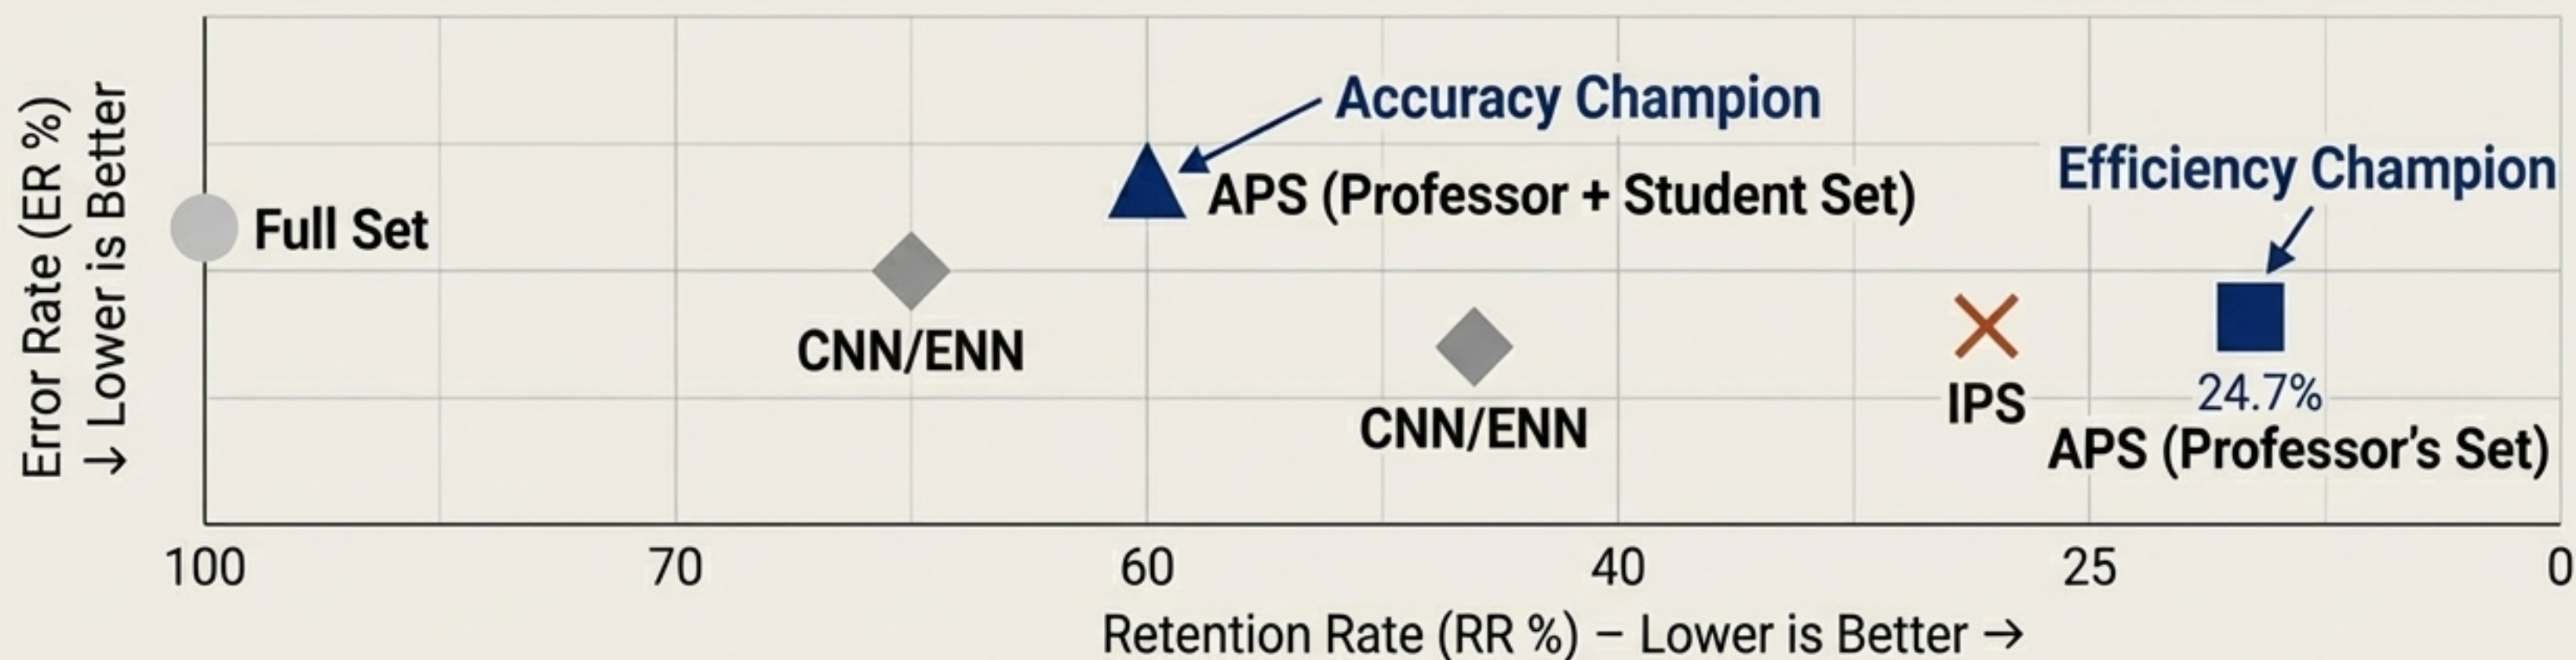 Error Rate (ER %)
↓ Lower is Better
Accuracy Champion
APS (Professor + Student Set)
Efficiency Champion
Full Set
CNN/ENN
CNN/ENN
IPS
24.7%
APS (Professor's Set)
100
70
60
40
25
0
Retention Rate (RR %) – Lower is Better →